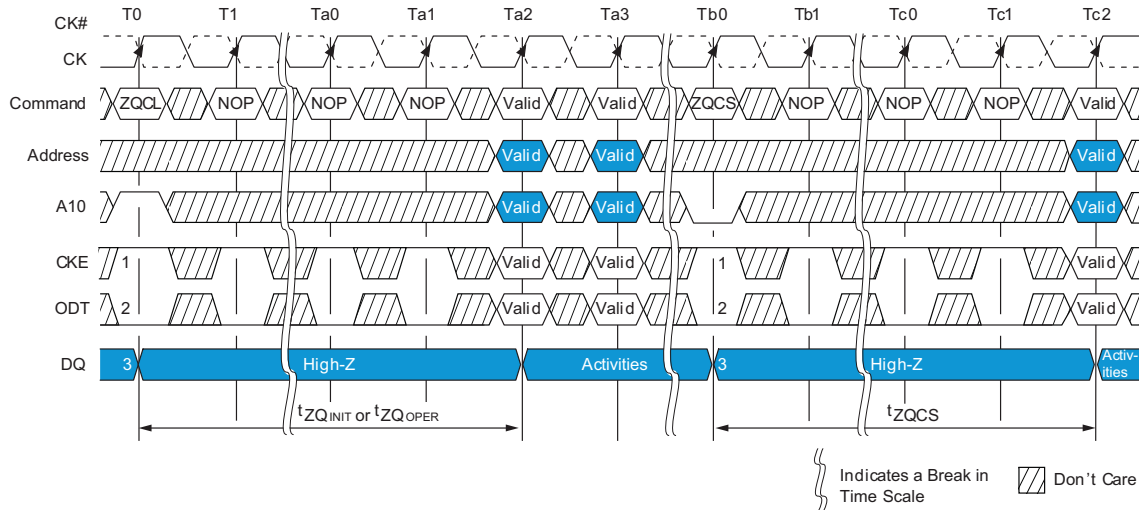 CK# T0 T1 Ta0 Ta1 Ta2 Ta3 Tb0 Tb1 Tc0 Tc1 Tc2
CK
Command ZQCL NOP NOP NOP Valid Valid ZQCS NOP NOP NOP Valid
Address Valid Valid Valid
A10 Valid Valid Valid
CKE 1 Valid Valid 1 Valid
ODT 2 Valid Valid 2 Valid
DQ 3 High-Z Activities 3 High-Z Activ-
ities
tZQINIT or tZQOPER tZQCS
Indicates a Break in
Time Scale
Don't Care